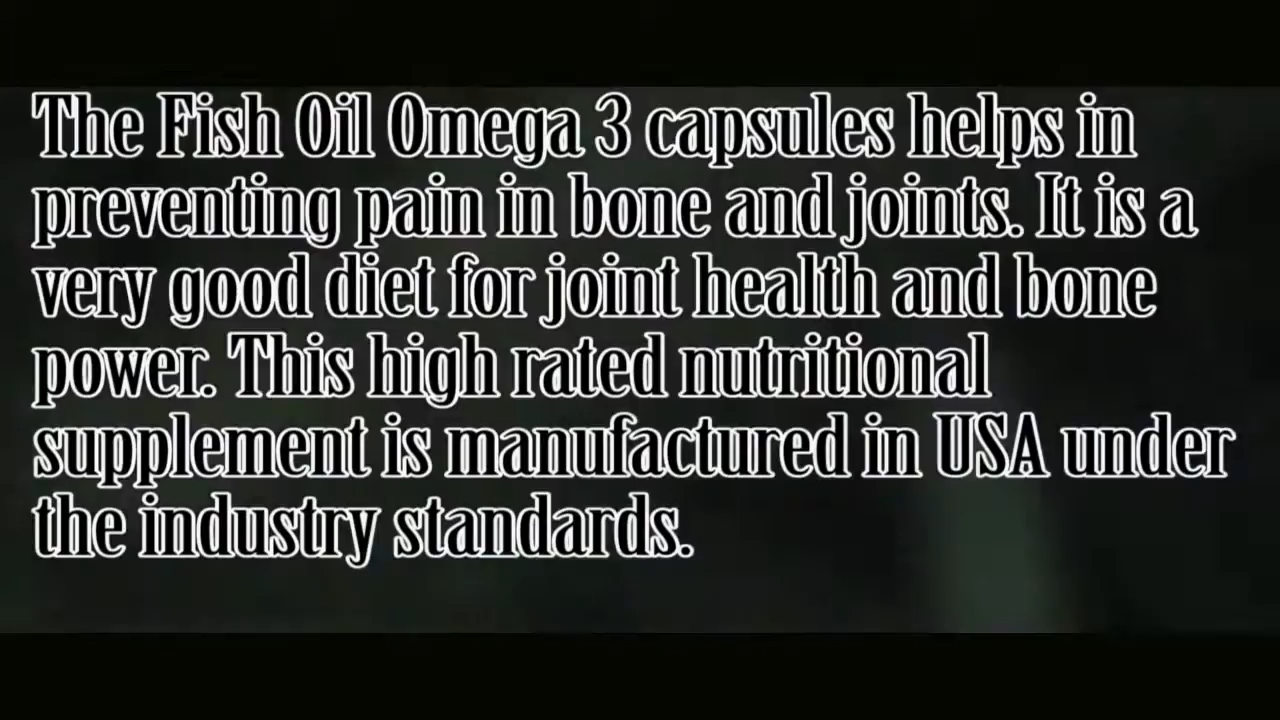 The Fish Oil Omega 3 capsules helps in
preventing pain in bone and joints. It is a
very good diet for joint health and bone
power. This high rated nutritional
supplement is manufactured in USA under
the industry standards.